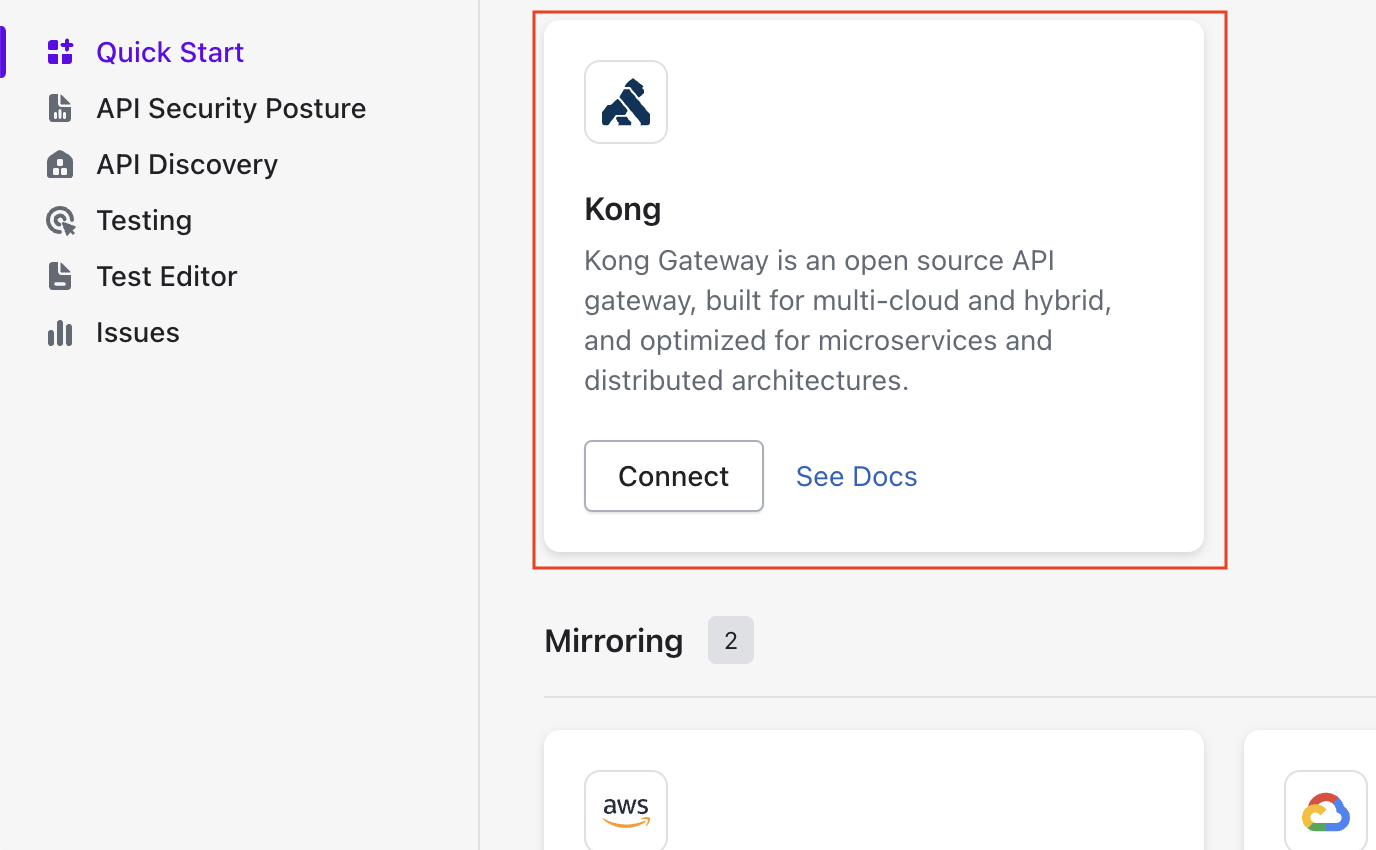 Quick Start
API Security Posture
API Discovery
Testing
Test Editor
Issues
Kong
Kong Gateway is an open source API
gateway, built for multi-cloud and hybrid,
and optimized for microservices and
distributed architectures.
Connect
See Docs
Mirroring 2
aws